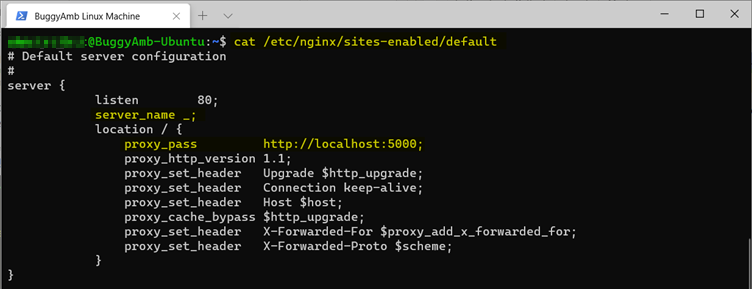 BuggyAmb Linux Machine
@BuggyAmb-Ubuntu:~$ cat /etc/nginx/sites-enabled/default
# Default server configuration
#
server {
listen 80;
server_name _;
location / {
proxy_pass http://localhost:5000;
proxy_http_version 1.1;
proxy_set_header Upgrade $http_upgrade;
proxy_set_header Connection keep-alive;
proxy_set_header Host $host;
proxy_cache_bypass $http_upgrade;
proxy_set_header X-Forwarded-For $proxy_add_x_forwarded_for;
proxy_set_header X-Forwarded-Proto $scheme;
}
}